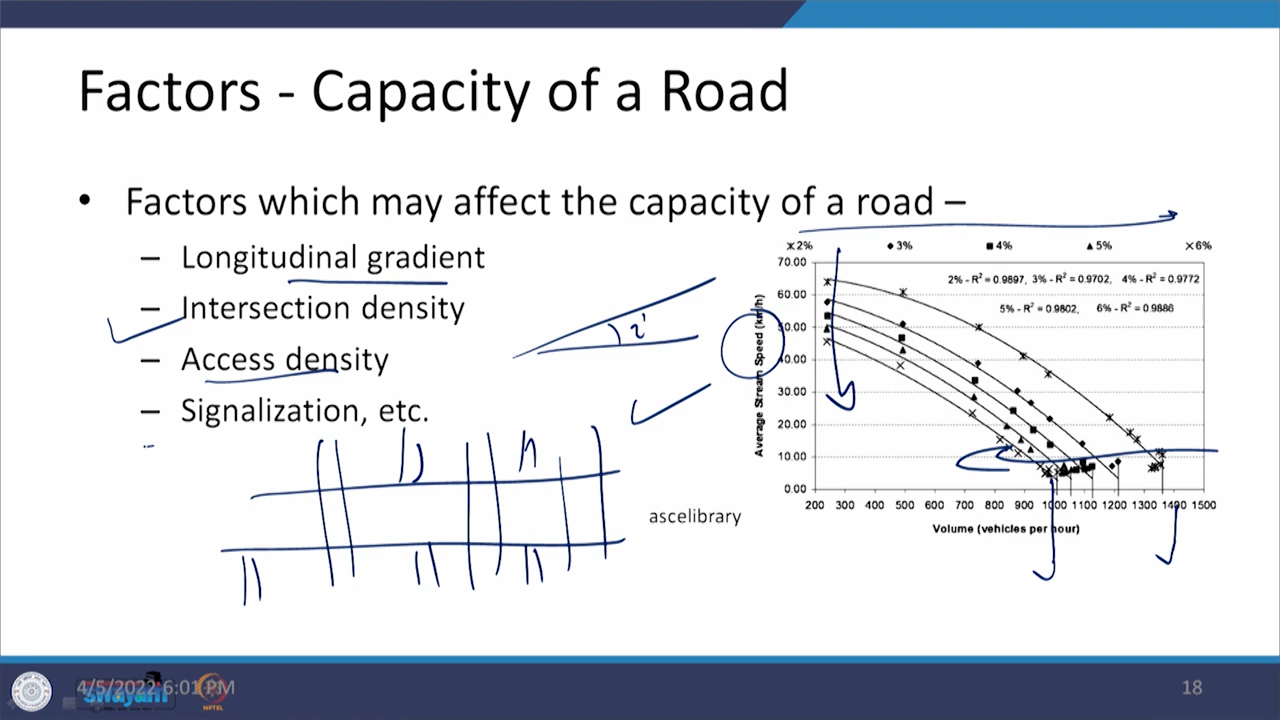 Factors - Capacity of a Road
• Factors which may affect the capacity of a road –
– Longitudinal gradient
– Intersection density
– Access density
– Signalization, etc.
i'
2% 3% 4% 5% 6%
2% - R² = 0.9897, 3% - R² = 0.9702, 4% - R² = 0.9772
5% - R² = 0.9802, 6% - R² = 0.9886
Average Stream Speed (km/h)
70.00
60.00
50.00
40.00
30.00
20.00
10.00
0.00
200 300 400 500 600 700 800 900 1000 1100 1200 1300 1400 1500
Volume (vehicles per hour)
ascelibrary
4/5/2022 6:01 PM
swayam
NPTEL
18